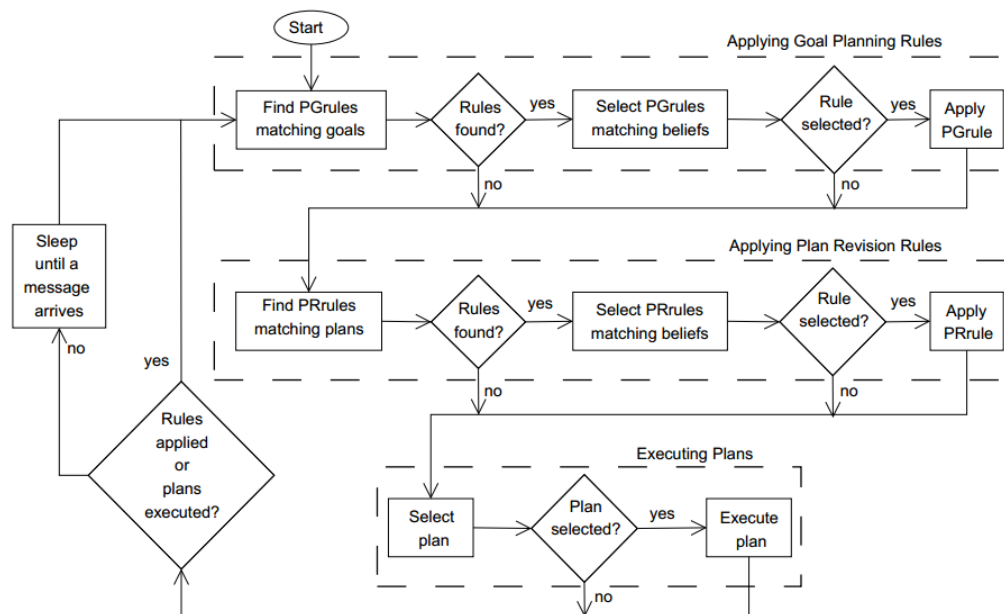 Start
Applying Goal Planning Rules
Find PGrules
matching goals
Rules
found?
yes
Select PGrules
matching beliefs
Rule
selected?
yes
Apply
PGrule
no
no
Sleep
until a
message
arrives
Applying Plan Revision Rules
Find PRrules
matching plans
Rules
found?
yes
Select PRrules
matching beliefs
Rule
selected?
yes
Apply
PRrule
no
yes
no
no
Rules
applied
or
plans
executed?
Executing Plans
Select
plan
Plan
selected?
yes
Execute
plan
no